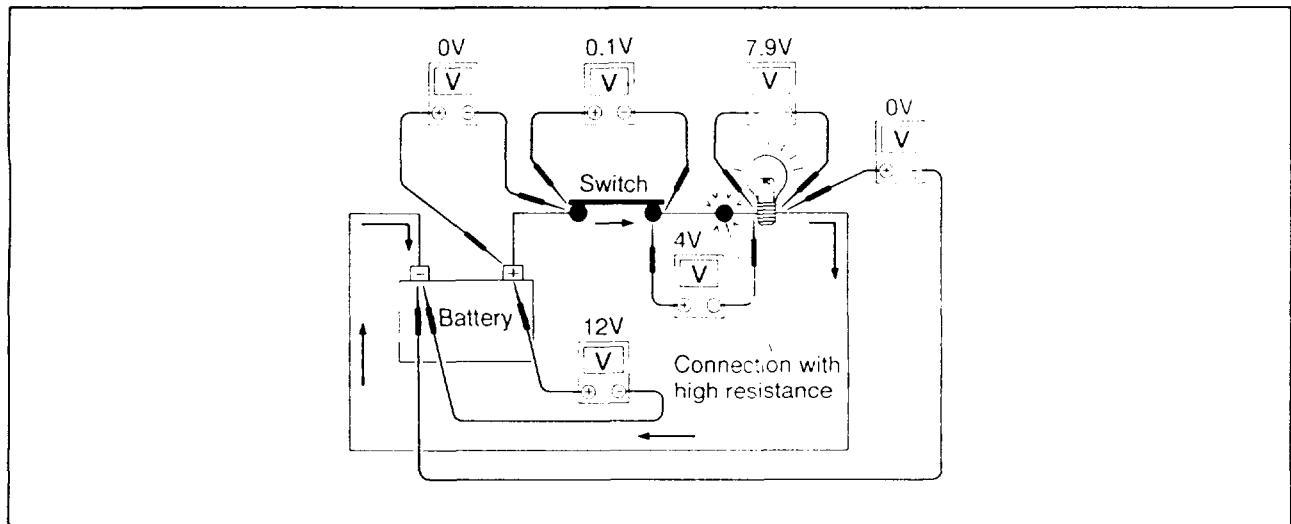 0V
V
0.1V
V
7.9V
V
0V
V
Switch
4V
V
Battery
12V
V
Connection with
high resistance